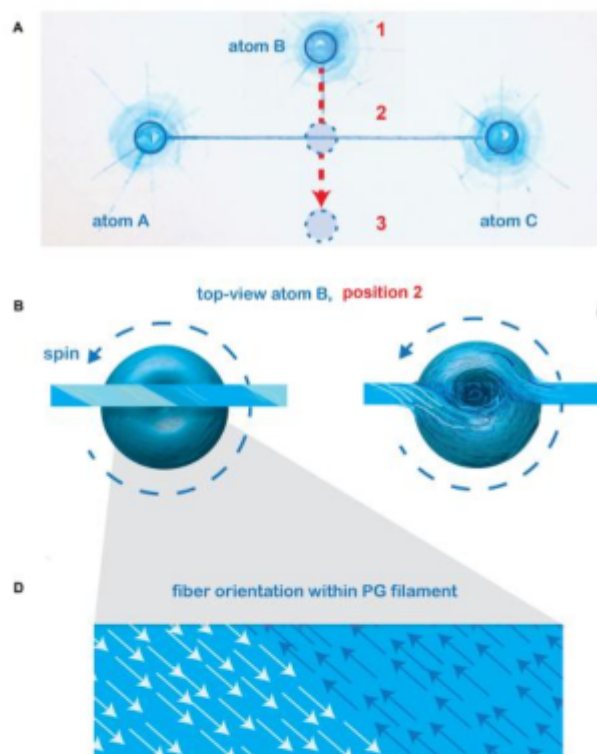 A
1
atom B
2
atom A
atom C
3
top-view atom B, position 2
B
spin
D
fiber orientation within PG filament